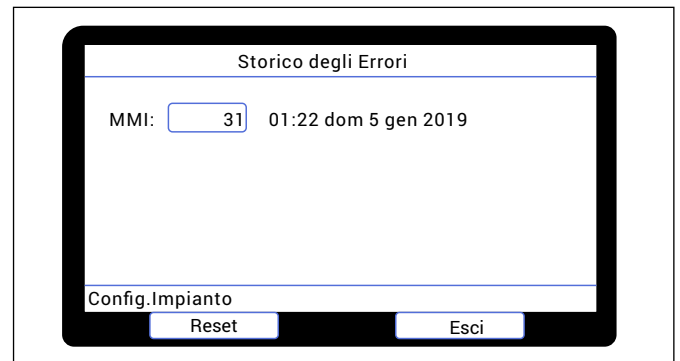 Storico degli Errori
MMI: 31 01:22 dom 5 gen 2019
Config.Impianto
Reset Esci